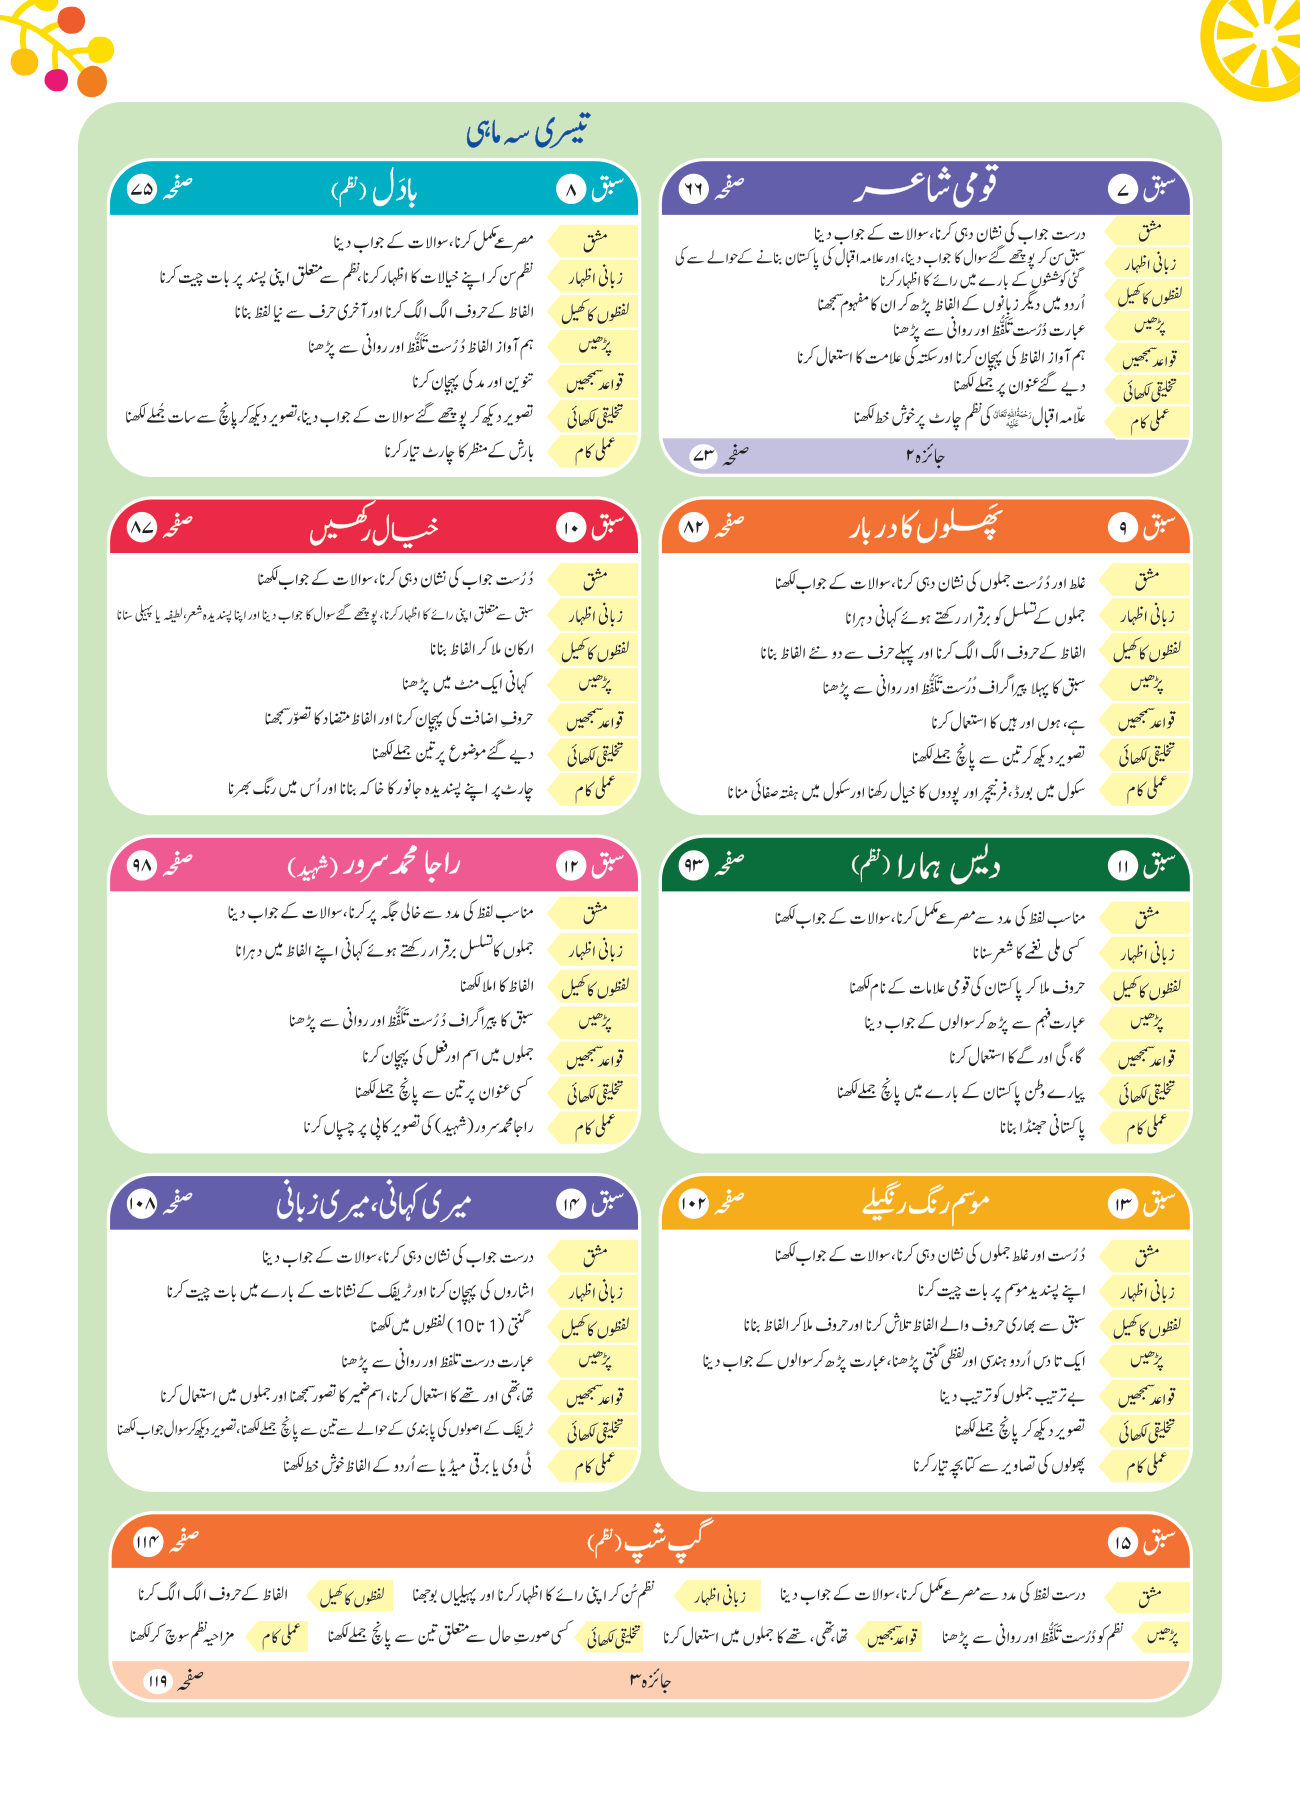 تیسری سہ ماہی
سبق ۷ قومی شاعر صفحہ ۶۶
مشق درست جواب کی نشان دہی کرنا، سوالات کے جواب دینا
زبانی اظہار سبق سن کر پوچھے گئے سوال کا جواب دینا، اور علامہ اقبال کی پاکستان بنانے کے حوالے سے کی
گئی کوششوں کے بارے میں رائے کا اظہار کرنا
لفظوں کا کھیل اُردو میں دیگر زبانوں کے الفاظ پڑھ کر ان کا مفہوم سمجھنا
پڑھیں عبارت دُرُست تَلَفُّظ اور روانی سے پڑھنا
قواعد سمجھیں ہم آواز الفاظ کی پہچان کرنا اور سکتہ کی علامت کا استعمال کرنا
تخلیقی لکھائی دیے گئے عنوان پر جملے لکھنا
عملی کام علّامہ اقبال رَحْمَةُ اللهِ تَعَالٰی عَلَیْه کی نظم چارٹ پر خوش خط لکھنا
جائزہ ۲ صفحہ ۷۳
سبق ۸ بادَل (نظم) صفحہ ۷۵
مشق مصرعے مکمل کرنا، سوالات کے جواب دینا
زبانی اظہار نظم سن کر اپنے خیالات کا اظہار کرنا، نظم سے متعلق اپنی پسند پر بات چیت کرنا
لفظوں کا کھیل الفاظ کے حروف الگ الگ کرنا اور آخری حرف سے نیا لفظ بنانا
پڑھیں ہم آواز الفاظ دُرُست تَلَفُّظ اور روانی سے پڑھنا
قواعد سمجھیں تنوین اور مد کی پہچان کرنا
تخلیقی لکھائی تصویر دیکھ کر پوچھے گئے سوالات کے جواب دینا، تصویر دیکھ کر پانچ سے سات جُملے لکھنا
عملی کام بارش کے منظر کا چارٹ تیار کرنا
سبق ۹ پھَلوں کا دربار صفحہ ۸۲
مشق غلط اور دُرُست جملوں کی نشان دہی کرنا، سوالات کے جواب لکھنا
زبانی اظہار جملوں کے تسلسل کو برقرار رکھتے ہوئے کہانی دہرانا
لفظوں کا کھیل الفاظ کے حروف الگ الگ کرنا اور پہلے حرف سے دو نئے الفاظ بنانا
پڑھیں سبق کا پہلا پیراگراف دُرُست تَلَفُّظ اور روانی سے پڑھنا
قواعد سمجھیں ہے، ہوں اور ہیں کا استعمال کرنا
تخلیقی لکھائی تصویر دیکھ کر تین سے پانچ جملے لکھنا
عملی کام سکول میں بورڈ، فرنیچر اور پودوں کا خیال رکھنا اور سکول میں ہفتہ صفائی منانا
سبق ۱۰ خیال رکھیں صفحہ ۸۷
مشق دُرُست جواب کی نشان دہی کرنا، سوالات کے جواب لکھنا
زبانی اظہار سبق سے متعلق اپنی رائے کا اظہار کرنا، پوچھے گئے سوال کا جواب دینا اور اپنا پسندیدہ شعر، لطیفہ یا پہیلی سنانا
لفظوں کا کھیل ارکان ملا کر الفاظ بنانا
پڑھیں کہانی ایک منٹ میں پڑھنا
قواعد سمجھیں حروفِ اضافت کی پہچان کرنا اور الفاظ متضاد کا تصوّر سمجھنا
تخلیقی لکھائی دیے گئے موضوع پر تین جملے لکھنا
عملی کام چارٹ پر اپنے پسندیدہ جانور کا خاکہ بنانا اور اُس میں رنگ بھرنا
سبق ۱۱ دیس ہمارا (نظم) صفحہ ۹۳
مشق مناسب لفظ کی مدد سے مصرعے مکمل کرنا، سوالات کے جواب لکھنا
زبانی اظہار کسی ملی نغمے کا شعر سنانا
لفظوں کا کھیل حروف ملا کر پاکستان کی قومی علامات کے نام لکھنا
پڑھیں عبارت فہم سے پڑھ کر سوالوں کے جواب دینا
قواعد سمجھیں گا، گی اور گے کا استعمال کرنا
تخلیقی لکھائی پیارے وطن پاکستان کے بارے میں پانچ جملے لکھنا
عملی کام پاکستانی جھنڈا بنانا
سبق ۱۲ راجا محمد سرور (شہید) صفحہ ۹۸
مشق مناسب لفظ کی مدد سے خالی جگہ پر کرنا، سوالات کے جواب دینا
زبانی اظہار جملوں کا تسلسل برقرار رکھتے ہوئے کہانی اپنے الفاظ میں دہرانا
لفظوں کا کھیل الفاظ کا املا لکھنا
پڑھیں سبق کا پیراگراف دُرُست تَلَفُّظ اور روانی سے پڑھنا
قواعد سمجھیں جملوں میں اسم اور فعل کی پہچان کرنا
تخلیقی لکھائی کسی عنوان پر تین سے پانچ جملے لکھنا
عملی کام راجا محمد سرور (شہید) کی تصویر کاپی پر چسپاں کرنا
سبق ۱۳ موسم رنگ رنگیلے صفحہ ۱۰۲
مشق دُرُست اور غلط جملوں کی نشان دہی کرنا، سوالات کے جواب لکھنا
زبانی اظہار اپنے پسندید موسم پر بات چیت کرنا
لفظوں کا کھیل سبق سے بھاری حروف والے الفاظ تلاش کرنا اور حروف ملا کر الفاظ بنانا
پڑھیں ایک تا دس اُردو ہندسی اور لفظی گنتی پڑھنا، عبارت پڑھ کر سوالوں کے جواب دینا
قواعد سمجھیں بے ترتیب جملوں کو ترتیب دینا
تخلیقی لکھائی تصویر دیکھ کر پانچ جملے لکھنا
عملی کام پھولوں کی تصاویر سے کتابچہ تیار کرنا
سبق ۱۴ میری کہانی، میری زبانی صفحہ ۱۰۸
مشق درست جواب کی نشان دہی کرنا، سوالات کے جواب دینا
زبانی اظہار اشاروں کی پہچان کرنا اور ٹریفک کے نشانات کے بارے میں بات چیت کرنا
لفظوں کا کھیل گنتی (1 تا 10) لفظوں میں لکھنا
پڑھیں عبارت درست تلفظ اور روانی سے پڑھنا
قواعد سمجھیں تھا، تھی اور تھے کا استعمال کرنا، اسم ضمیر کا تصور سمجھنا اور جملوں میں استعمال کرنا
تخلیقی لکھائی ٹریفک کے اصولوں کی پابندی کے حوالے سے تین سے پانچ جملے لکھنا، تصویر دیکھ کر سوال جواب لکھنا
عملی کام ٹی وی یا برقی میڈیا سے اُردو کے الفاظ خوش خط لکھنا
سبق ۱۵ گپ شپ (نظم) صفحہ ۱۱۴
مشق درست لفظ کی مدد سے مصرعے مکمل کرنا، سوالات کے جواب دینا زبانی اظہار نظم سُن کر اپنی رائے کا اظہار کرنا اور پہیلیاں بوجھنا لفظوں کا کھیل الفاظ کے حروف الگ الگ کرنا
پڑھیں نظم کو دُرُست تَلَفُّظ اور روانی سے پڑھنا قواعد سمجھیں تھا، تھی، تھے کا جملوں میں استعمال کرنا تخلیقی لکھائی کسی صورتِ حال سے متعلق تین سے پانچ جملے لکھنا عملی کام مزاحیہ نظم سوچ کر لکھنا
جائزہ ۳ صفحہ ۱۱۹